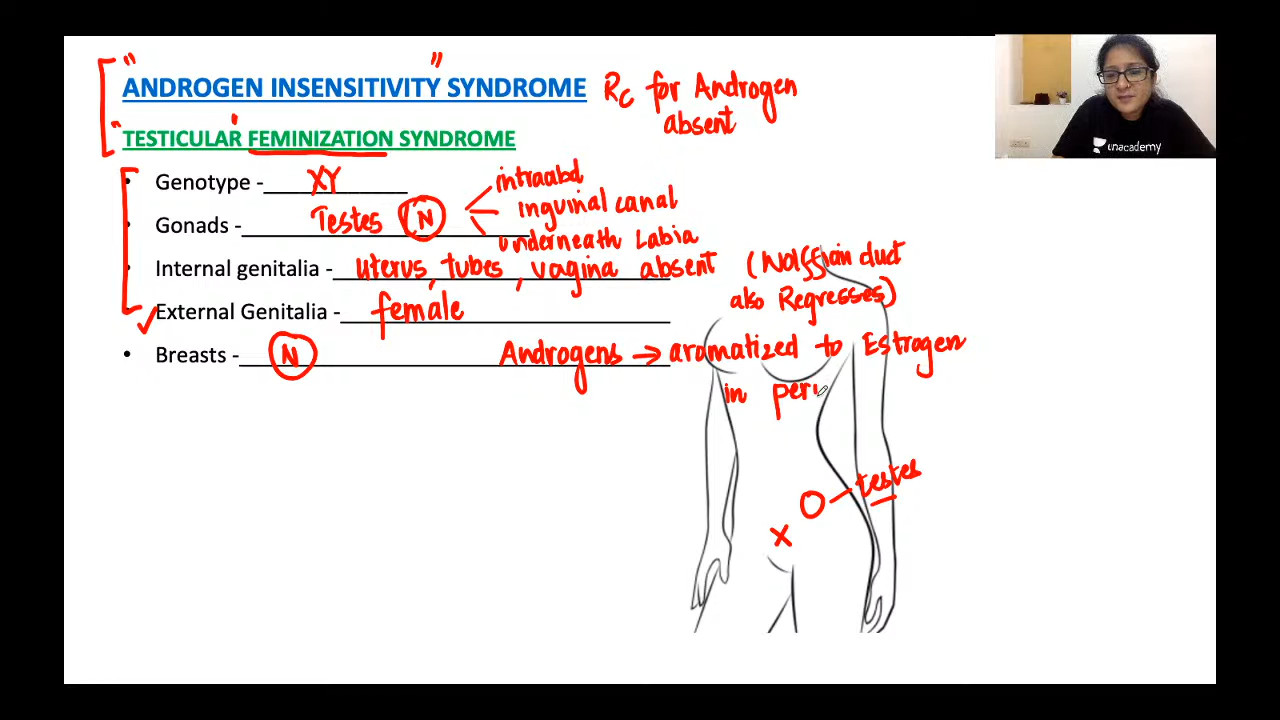 "ANDROGEN INSENSITIVITY" SYNDROME
Rc for Androgen
absent
"TESTICULAR" FEMINIZATION SYNDROME
• Genotype - XY
• Gonads - Testes N
intraabd
inguinal canal
underneath Labia
• Internal genitalia - uterus, tubes, vagina absent (Wolffian duct
also Regresses)
External Genitalia - female
• Breasts - N Androgens → aromatized to Estrogen
in peri
O - testes
X
unacademy